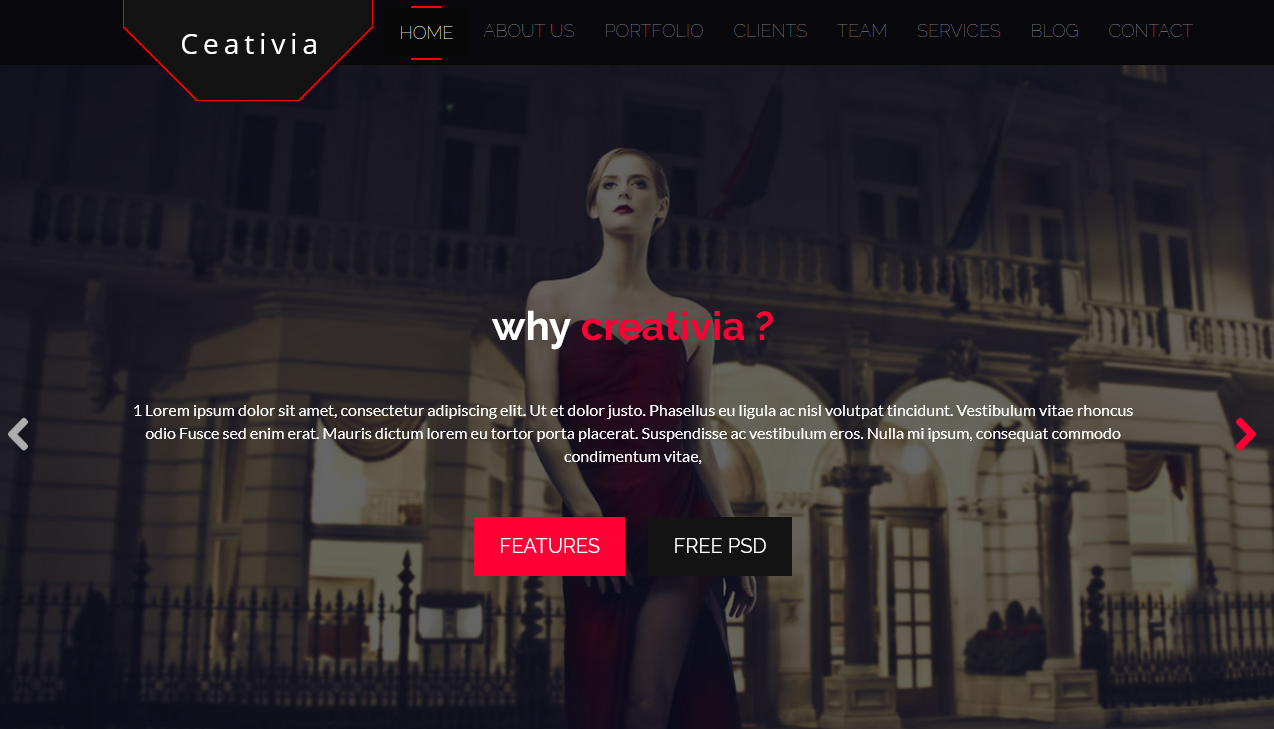 Ceativia
HOME ABOUT US PORTFOLIO CLIENTS TEAM SERVICES BLOG CONTACT
why creativia ?
1 Lorem ipsum dolor sit amet, consectetur adipiscing elit. Ut et dolor justo. Phasellus eu ligula ac nisl volutpat tincidunt. Vestibulum vitae rhoncus
odio Fusce sed enim erat. Mauris dictum lorem eu tortor porta placerat. Suspendisse ac vestibulum eros. Nulla mi ipsum, consequat commodo
condimentum vitae,
FEATURES FREE PSD